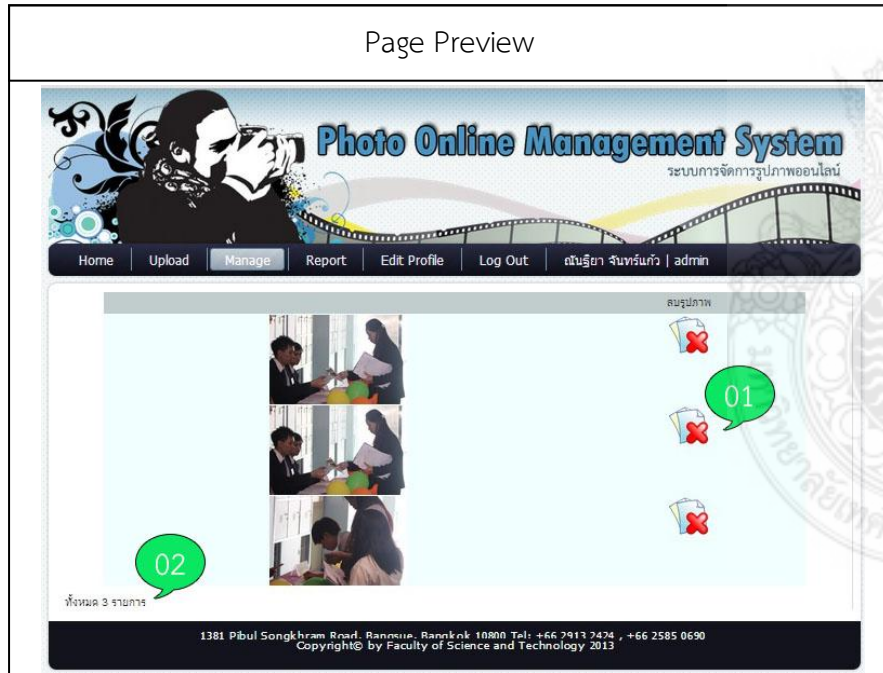 Page Preview
Photo Online Management System
ระบบการจัดการรูปภาพออนไลน์
Home Upload Manage Report Edit Profile Log Out ณันฐิยา จันทร์แก้ว | admin
ลบรูปภาพ
01
02
ทั้งหมด 3 รายการ
1381 Pibul Songkhram Road, Bangsue, Bangkok 10800 Tel: +66 2913 2424 , +66 2585 0690
Copyright© by Faculty of Science and Technology 2013